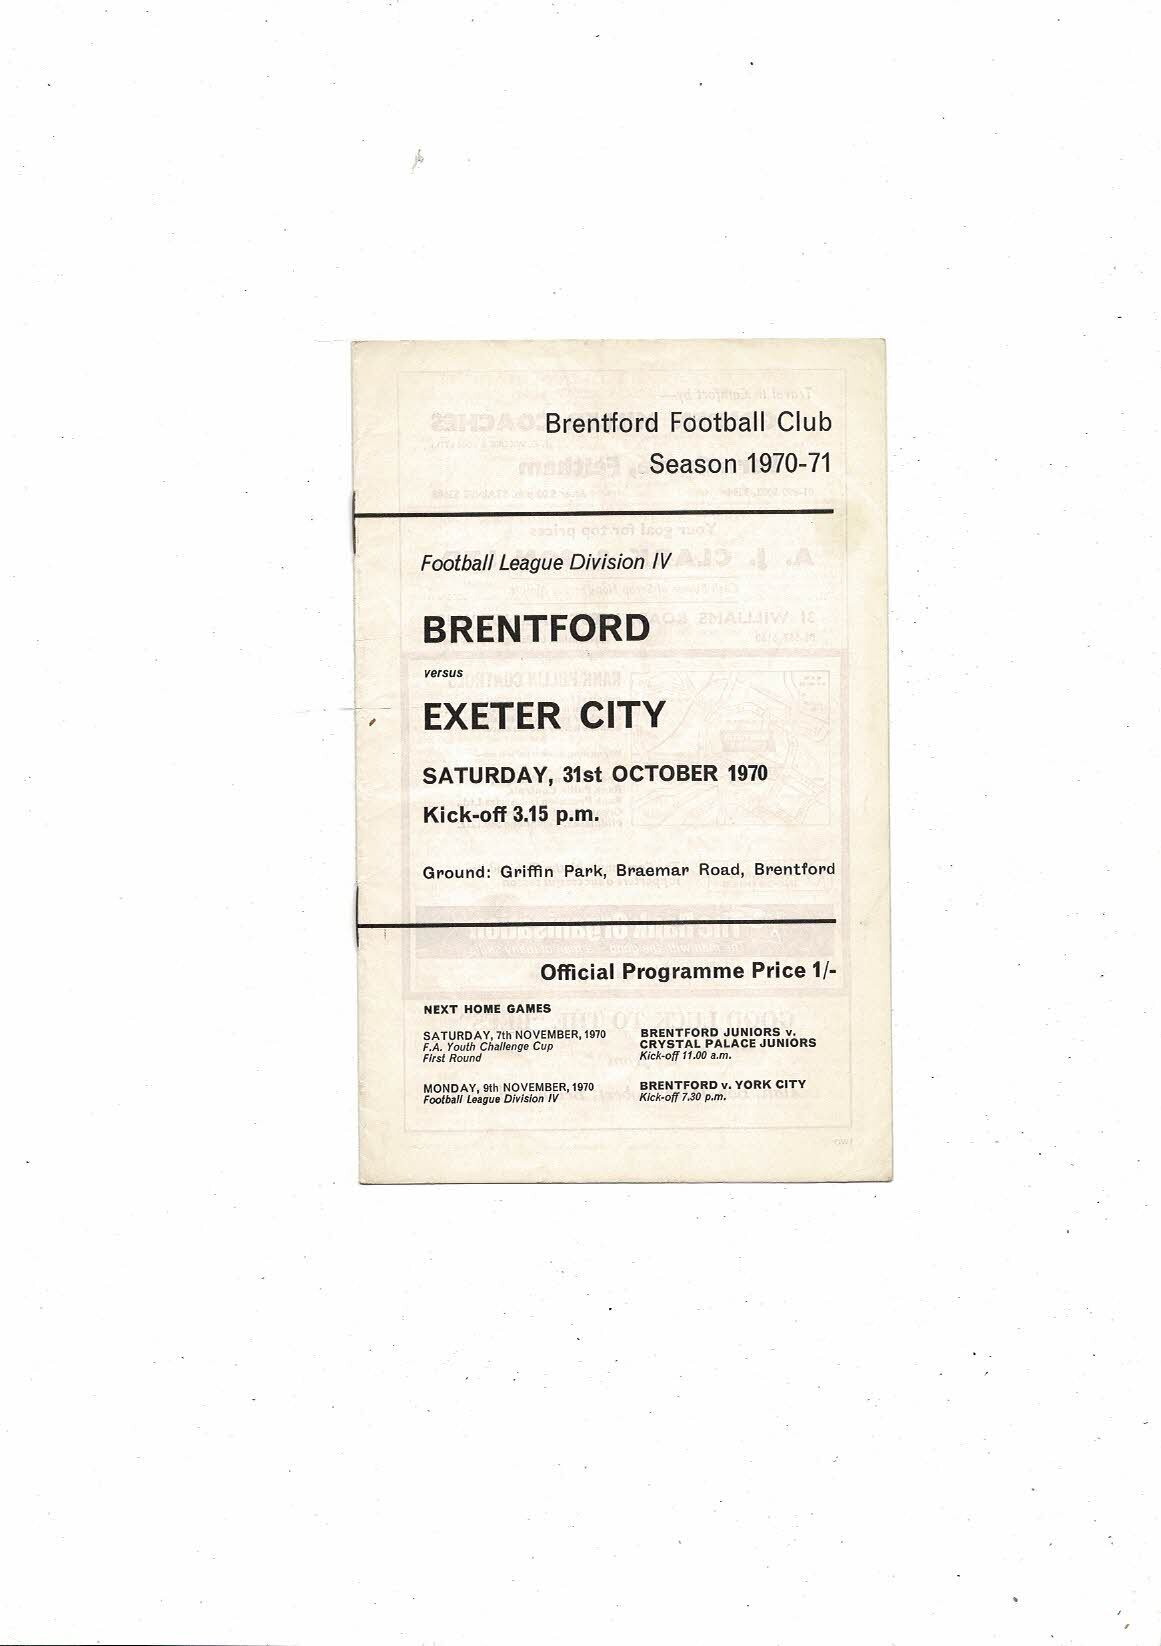 Brentford Football Club
Season 1970-71
Football League Division IV
BRENTFORD
versus
EXETER CITY
SATURDAY, 31st OCTOBER 1970
Kick-off 3.15 p.m.
Ground: Griffin Park, Braemar Road, Brentford
Official Programme Price 1/-
NEXT HOME GAMES
SATURDAY, 7th NOVEMBER, 1970
F.A. Youth Challenge Cup
First Round
BRENTFORD JUNIORS v.
CRYSTAL PALACE JUNIORS
Kick-off 11.00 a.m.
MONDAY, 9th NOVEMBER, 1970
Football League Division IV
BRENTFORD v. YORK CITY
Kick-off 7.30 p.m.